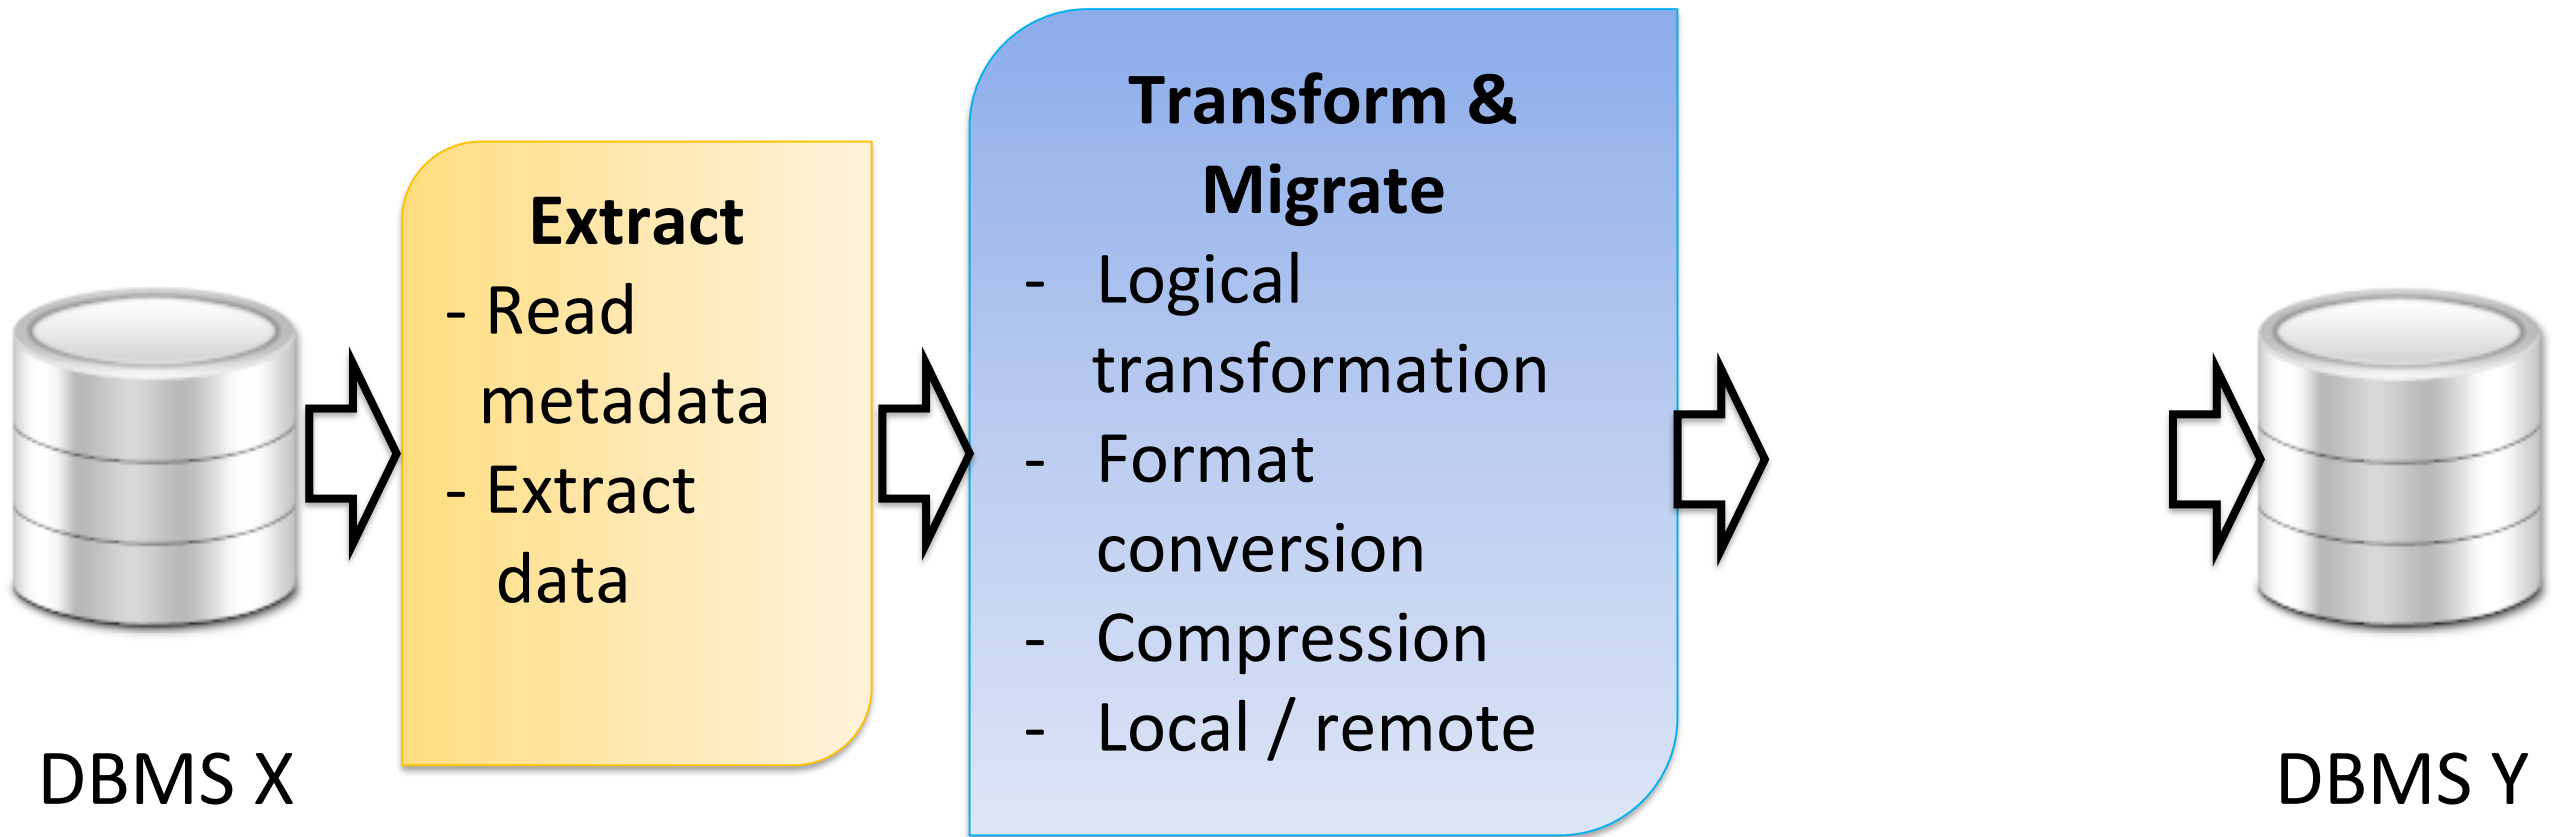 DBMS X
Extract
- Read
metadata
- Extract
data
Transform &
Migrate
- Logical
transformation
- Format
conversion
- Compression
- Local / remote
DBMS Y